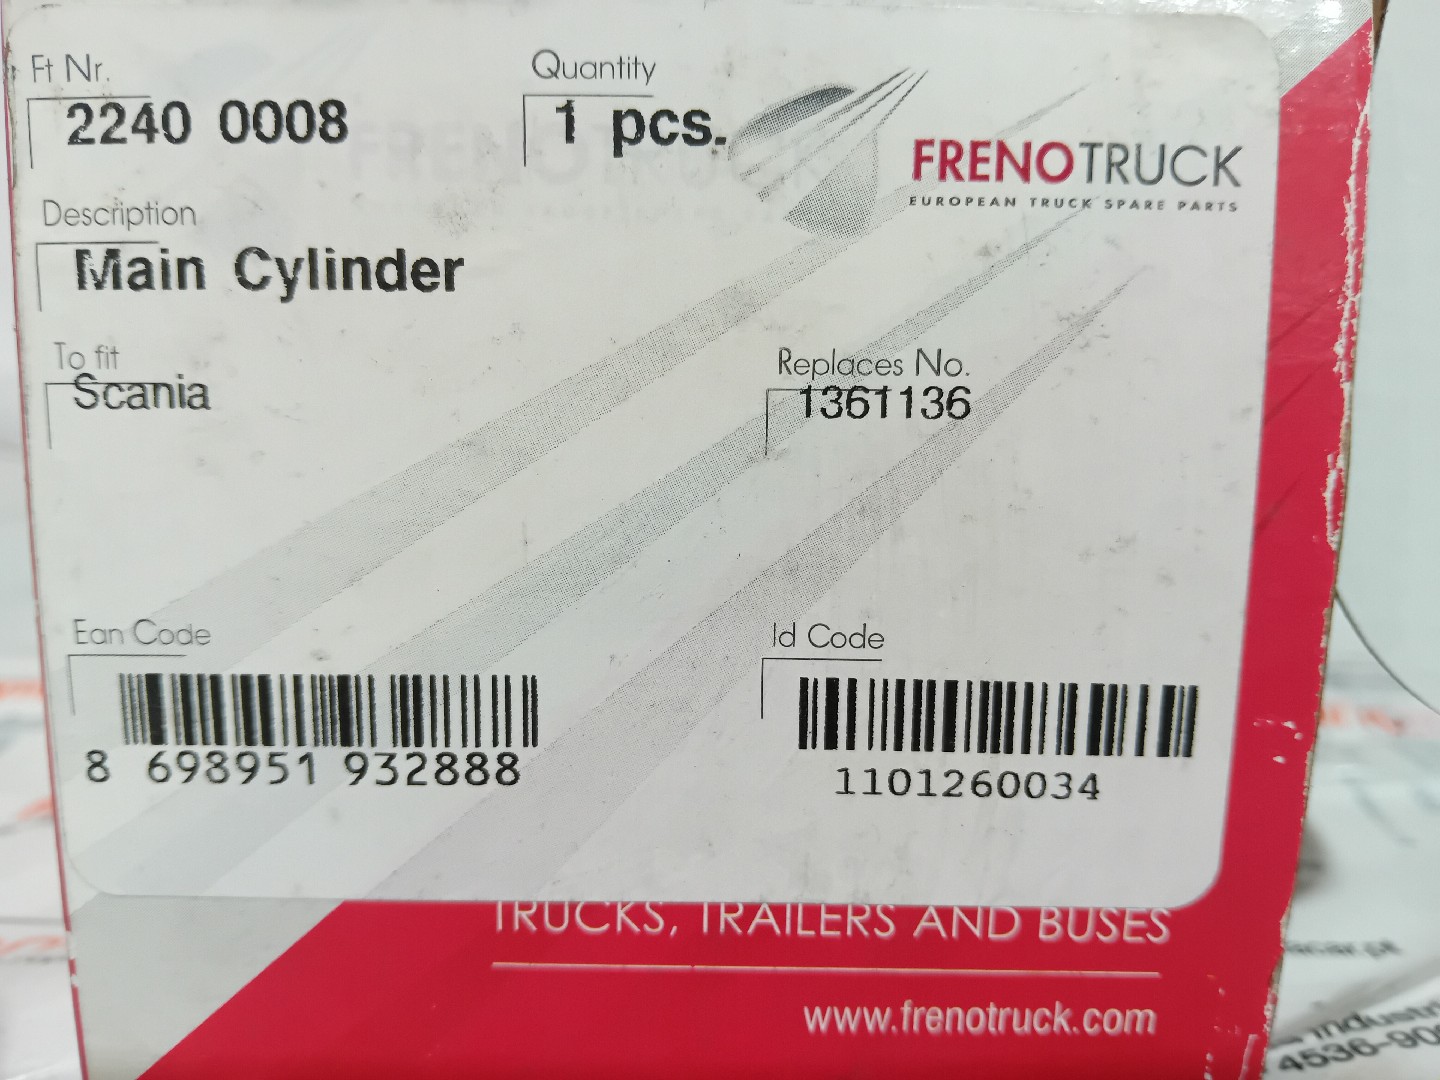 Ft Nr.
2240 0008
Quantity
1 pcs.
FRENOTRUCK
EUROPEAN TRUCK SPARE PARTS
Description
Main Cylinder
To fit
Scania
Replaces No.
1361136
Ean Code
8 698951 932888
Id Code
1101260034
TRUCKS, TRAILERS AND BUSES
www.frenotruck.com